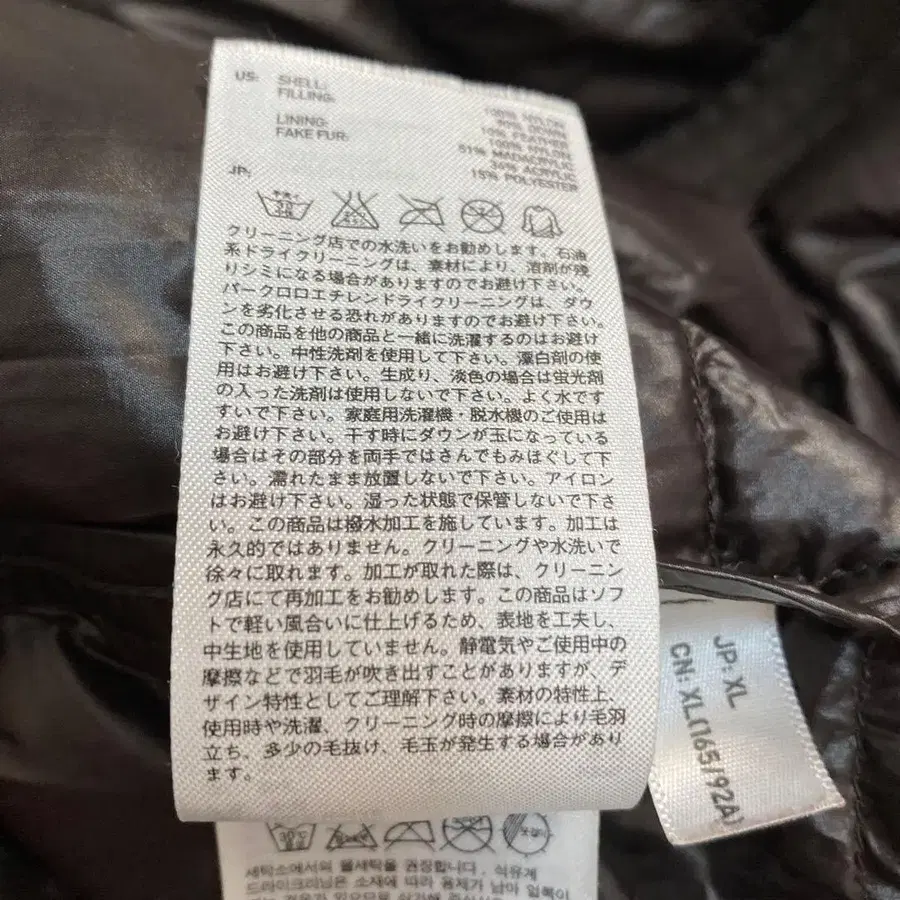 US: SHELL: 100% NYLON
FILLING: 90% DOWN
10% FEATHER
LINING: 100% NYLON
FAKE FUR: 51% MADACRYLIC
ACRYLIC
15% POLYESTER
JP:
クリーニング店での水洗いをお勧めします。石油
系ドライクリーニングは、素材により、溶剤が残
りシミになる場合がありますのでお避け下さい。
パークロロエチレンドライクリーニングは、ダウ
ンを劣化させる恐れがありますのでお避け下さい。
この商品を他の商品と一緒に洗濯するのはお避け
下さい。中性洗剤を使用して下さい。漂白剤の使
用はお避け下さい。生成り、淡色の場合は蛍光剤
の入った洗剤は使用しないで下さい。よく水です
すいで下さい。家庭用洗濯機・脱水機のご使用は
お避け下さい。干す時にダウンが玉になっている
場合はその部分を両手ではさんでもみほぐして下
さい。濡れたまま放置しないで下さい。アイロン
はお避け下さい。湿った状態で保管しないで下さ
い。この商品は撥水加工を施しています。加工は
永久的ではありません。クリーニングや水洗いで
徐々に取れます。加工が取れた際は、クリーニン
グ店にて再加工をお勧めします。この商品はソフ
トで軽い風合いに仕上げるため、表地を工夫し、
中生地を使用していません。静電気やご使用中の
摩擦などで羽毛が吹き出すことがありますが、デ
ザイン特性としてご理解下さい。素材の特性上、
使用時や洗濯、クリーニング時の摩擦により毛羽
立ち、多少の毛抜け、毛玉が発生する場合があり
ます。
JP: XL
CN: XL(165/92A)
세탁소에서의 물세탁을 권장합니다. 석유계
드라이크리닝은 소재에 따라 용제가 남아 얼룩이